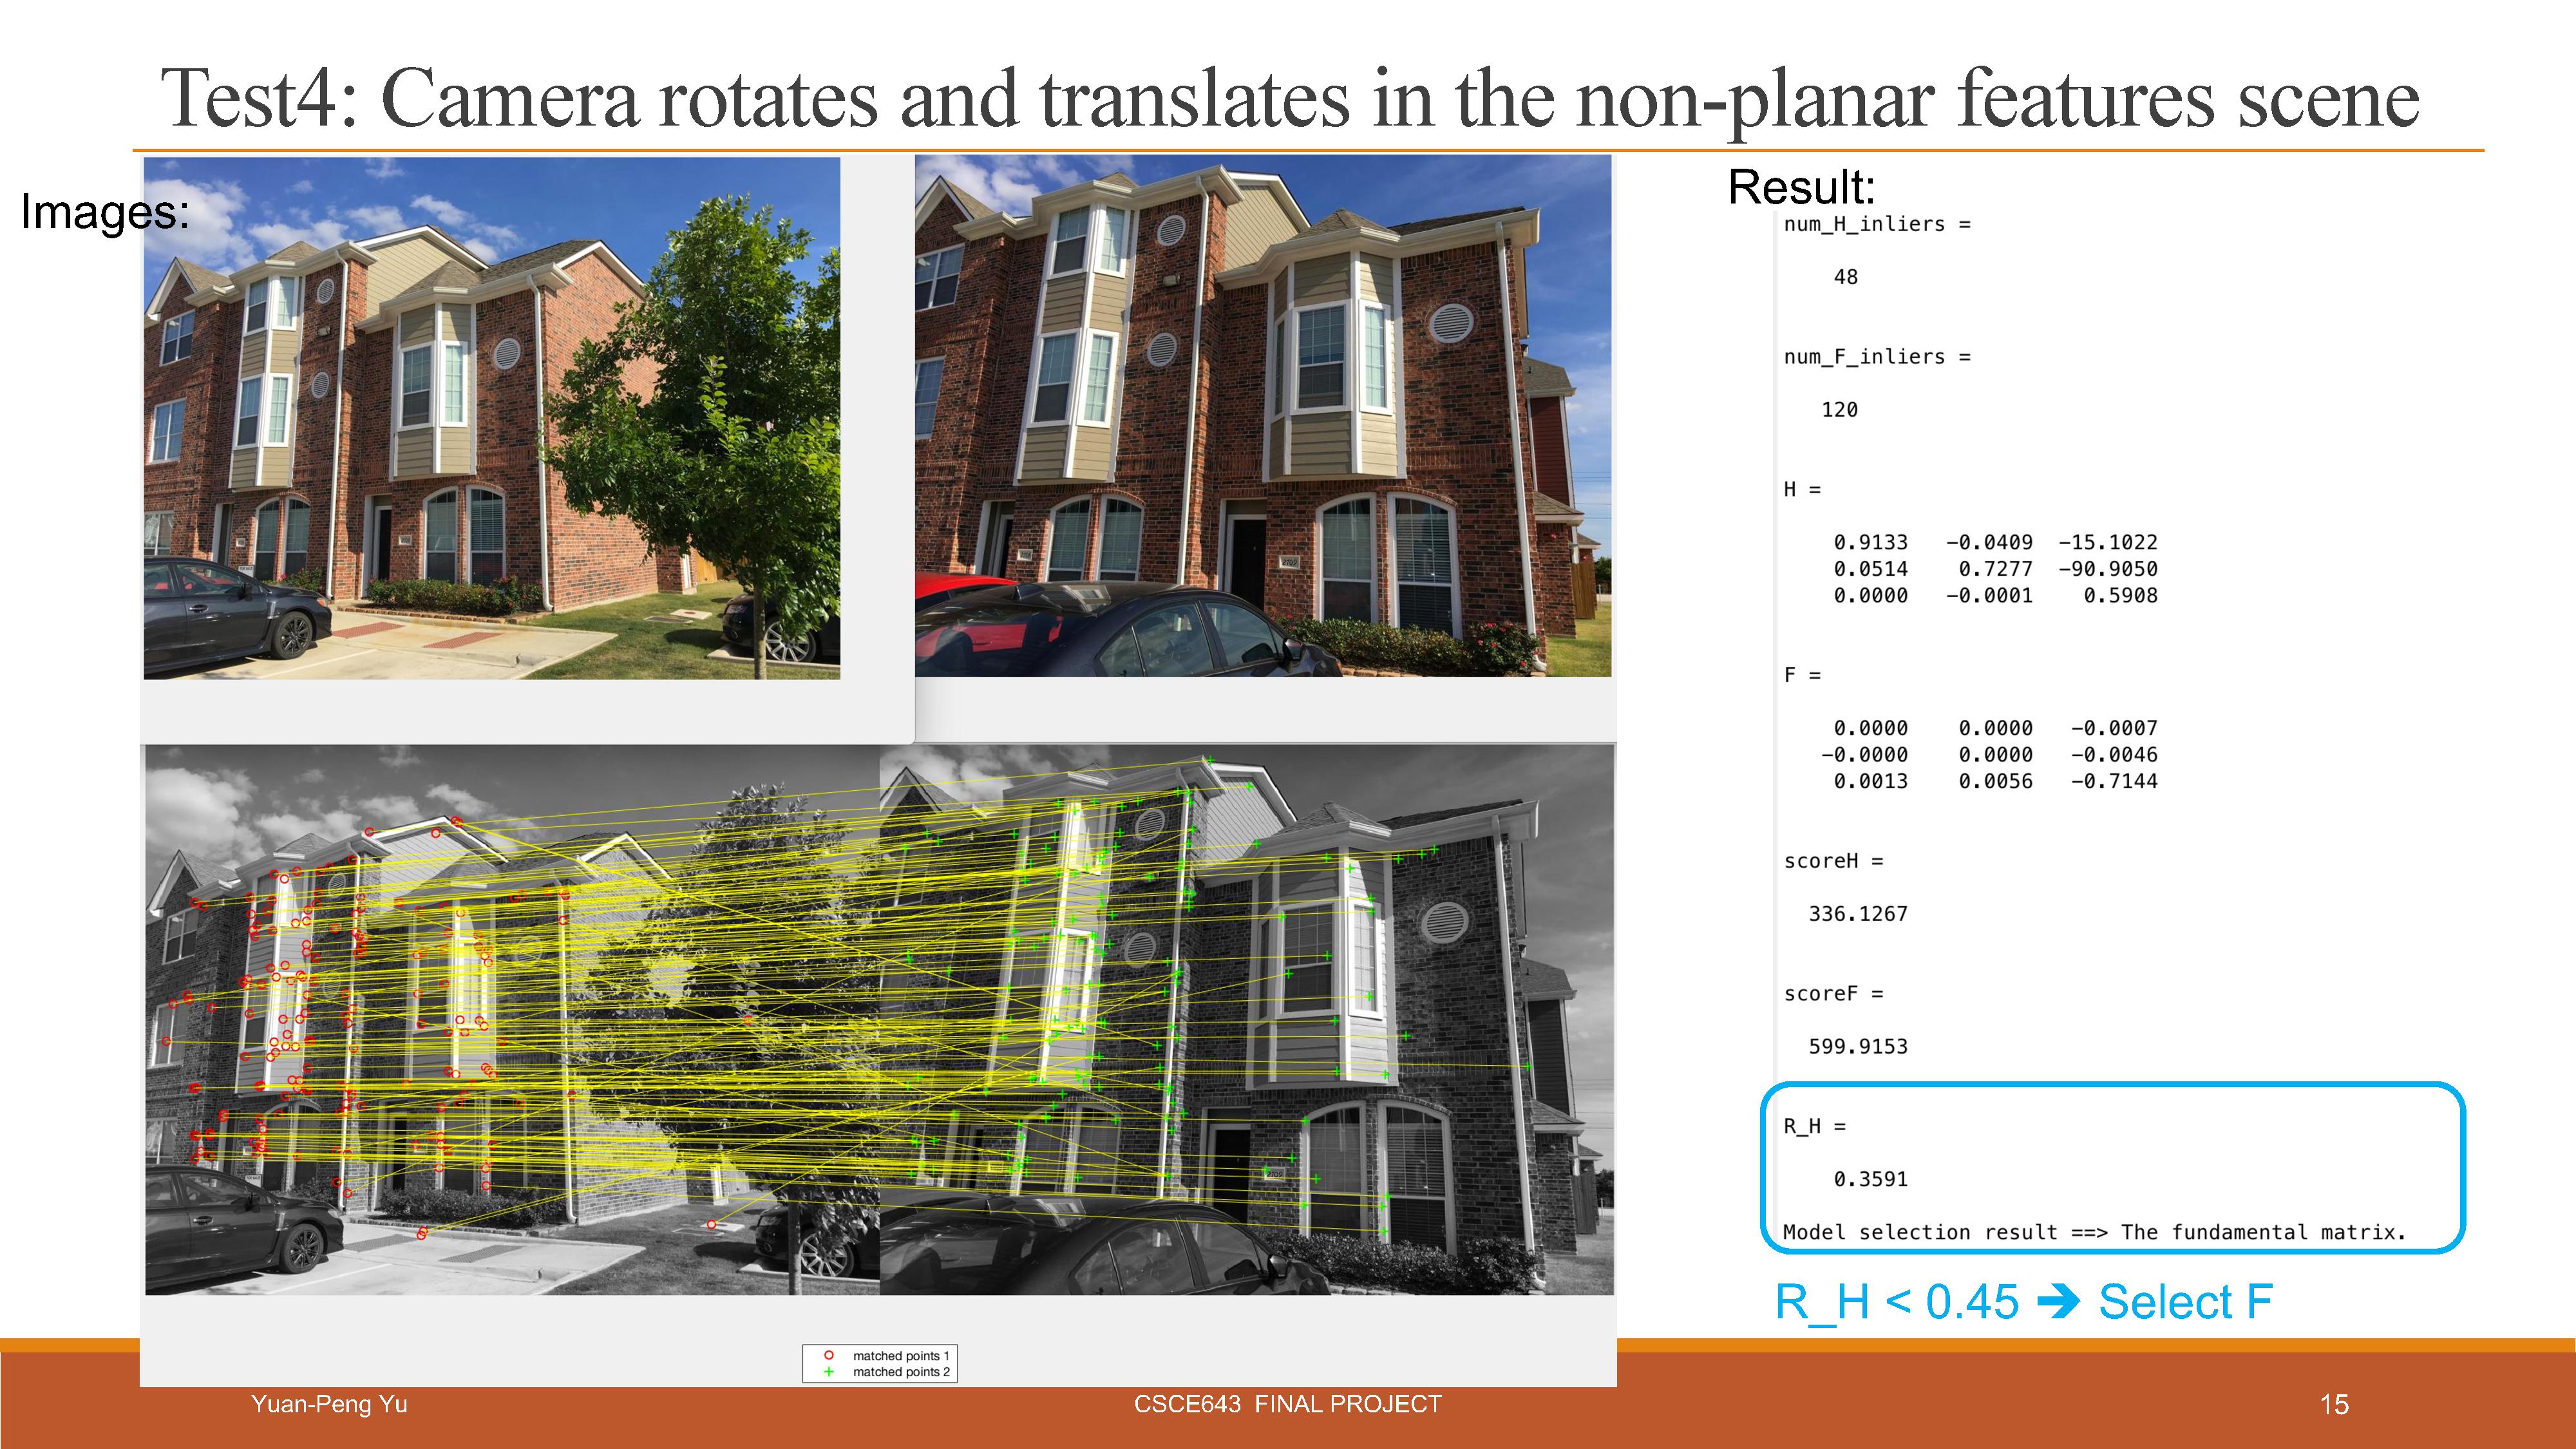 Test4: Camera rotates and translates in the non-planar features scene
Images:
Result:
num_H_inliers =
48
num_F_inliers =
120
H =
0.9133 −0.0409 −15.1022
0.0514 0.7277 −90.9050
0.0000 −0.0001 0.5908
F =
0.0000 0.0000 −0.0007
−0.0000 0.0000 −0.0046
0.0013 0.0056 −0.7144
scoreH =
336.1267
scoreF =
599.9153
R_H =
0.3591
Model selection result ==> The fundamental matrix.
R_H < 0.45 🡺 Select F
matched points 1
matched points 2
Yuan-Peng Yu
CSCE643 FINAL PROJECT
15